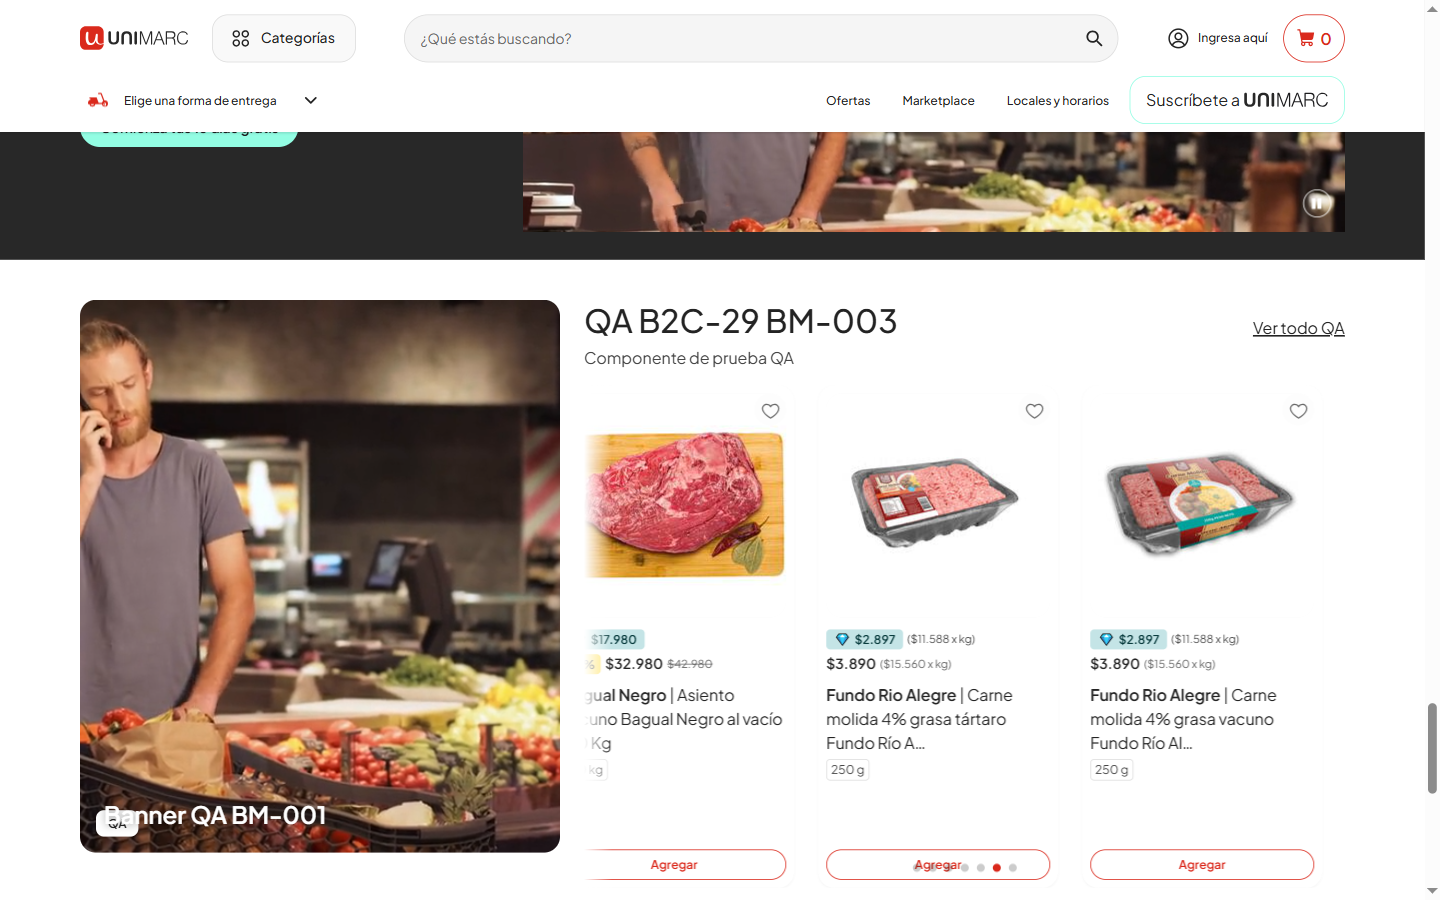 UNIMARC
Categorías
¿Qué estás buscando?
Ingresa aquí
0
Elige una forma de entrega
Ofertas
Marketplace
Locales y horarios
Suscríbete a UNIMARC
QA B2C-29 BM-003
Ver todo QA
Componente de prueba QA
$17.980
% $32.980 $42.980
gual Negro | Asiento
uno Bagual Negro al vacío
Kg
kg
Agregar
$2.897 ($11.588 x kg)
$3.890 ($15.560 x kg)
Fundo Rio Alegre | Carne
molida 4% grasa tártaro
Fundo Río A...
250 g
Agregar
$2.897 ($11.588 x kg)
$3.890 ($15.560 x kg)
Fundo Rio Alegre | Carne
molida 4% grasa vacuno
Fundo Río Al...
250 g
Agregar
Banner QA BM-001
QA